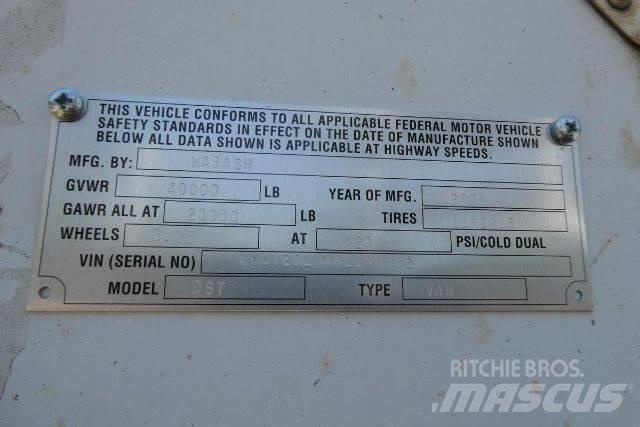 THIS VEHICLE CONFORMS TO ALL APPLICABLE FEDERAL MOTOR VEHICLE
SAFETY STANDARDS IN EFFECT ON THE DATE OF MANUFACTURE SHOWN
BELOW ALL DATA SHOWN IS APPLICABLE AT HIGHWAY SPEEDS.
MFG. BY: WABASH
GVWR 40000 LB YEAR OF MFG.
GAWR ALL AT 20000 LB TIRES
WHEELS 8.25 AT 120 PSI/COLD DUAL
VIN (SERIAL NO)
MODEL DST TYPE VAN
RITCHIE BROS.
MASCUS